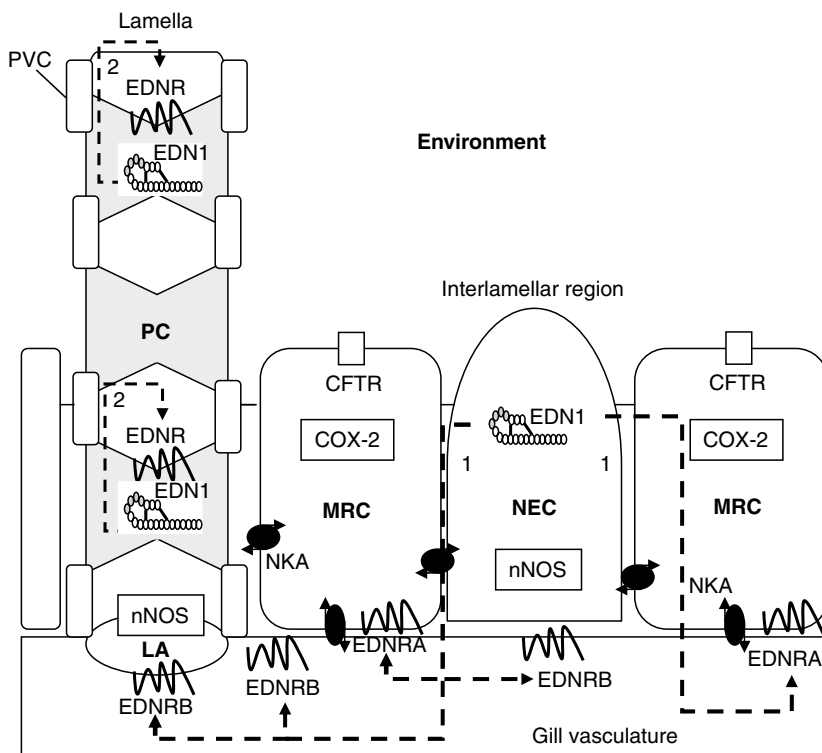 Lamella
PVC
2
EDNR
EDN1
Environment
Interlamellar region
PC
CFTR
CFTR
2
EDNR
EDN1
COX-2
EDN1
COX-2
1
1
MRC
NEC
MRC
NKA
nNOS
NKA
nNOS
LA
EDNRA
EDNRA
EDNRB
EDNRB
EDNRB
Gill vasculature